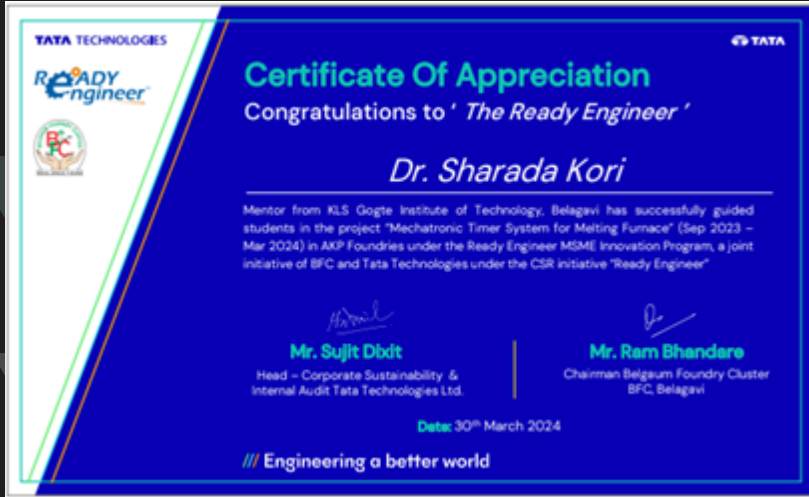 TATA TECHNOLOGIES
TATA
READY
engineer
BFC
Certificate Of Appreciation
Congratulations to ‘ The Ready Engineer ’
Dr. Sharada Kori
Mentor from KLS Gogte Institute of Technology, Belagavi has successfully guided
students in the project "Mechatronic Timer System for Melting Furnace" (Sep 2023 –
Mar 2024) in AKP Foundries under the Ready Engineer MSME Innovation Program, a joint
initiative of BFC and Tata Technologies under the CSR initiative "Ready Engineer"
Mr. Sujit Dixit
Head – Corporate Sustainability &
Internal Audit Tata Technologies Ltd.
Mr. Ram Bhandare
Chairman Belgaum Foundry Cluster
BFC, Belagavi
Date: 30th March 2024
/// Engineering a better world